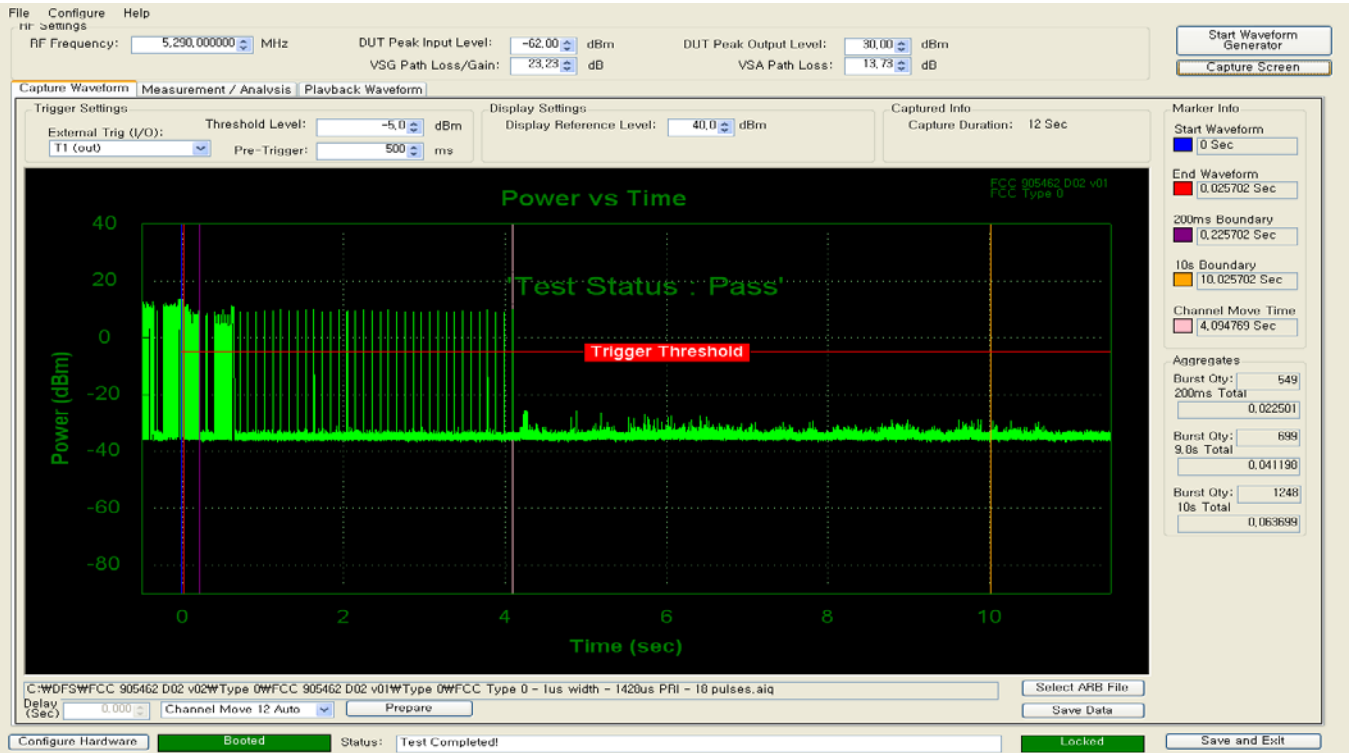 File Configure Help
RF Settings
RF Frequency: 5,290,000000 MHz DUT Peak Input Level: -62,00 dBm DUT Peak Output Level: 30,00 dBm
VSG Path Loss/Gain: 23,23 dB VSA Path Loss: 13,73 dB
Start Waveform
Generator
Capture Screen
Capture Waveform Measurement / Analysis Playback Waveform
Trigger Settings
External Trig (I/O):
T1 (out)
Threshold Level: -5,0 dBm
Pre-Trigger: 500 ms
Display Settings
Display Reference Level: 40,0 dBm
Captured Info
Capture Duration: 12 Sec
Marker Info
Start Waveform
0 Sec
End Waveform
0,025702 Sec
200ms Boundary
0,225702 Sec
10s Boundary
10,025702 Sec
Channel Move Time
4,094769 Sec
Aggregates
Burst Qty: 549
200ms Total
0,022501
Burst Qty: 699
9,8s Total
0,041198
Burst Qty: 1248
10s Total
0,063699
Power vs Time
FCC 905462 D02 v01
FCC Type 0
'Test Status : Pass'
Trigger Threshold
Power (dBm)
40
20
0
-20
-40
-60
-80
0 2 4 6 8 10
Time (sec)
C:₩DFS₩FCC 905462 D02 v02₩Type 0₩FCC 905462 D02 v01₩Type 0₩FCC Type 0 - 1us width - 1428us PRI - 18 pulses.aiq
Select ARB File
Delay
(Sec) 0.000 Channel Move 12 Auto Prepare
Save Data
Configure Hardware Booted Status: Test Completed! Locked Save and Exit